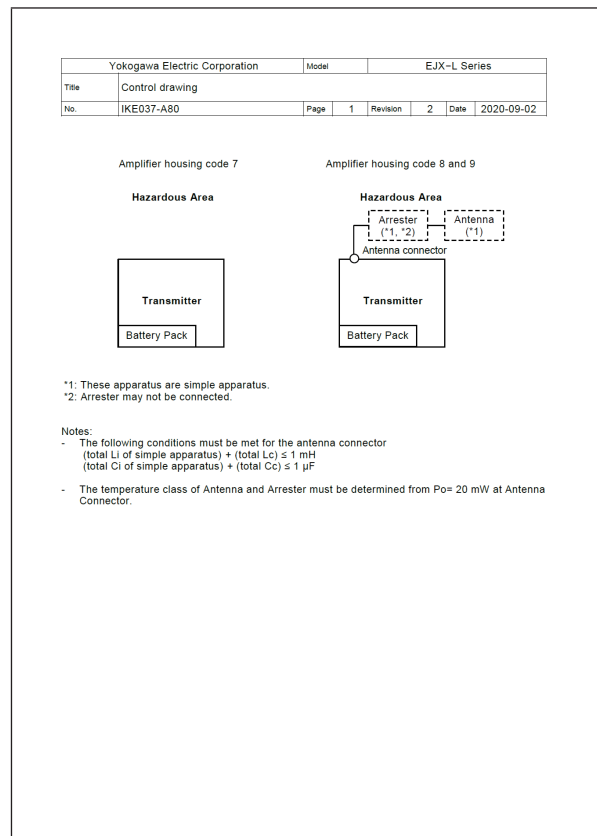 Yokogawa Electric Corporation Model EJX-L Series
Title Control drawing
No. IKE037-A80 Page 1 Revision 2 Date 2020-09-02
Amplifier housing code 7
Hazardous Area
Transmitter
Battery Pack
Amplifier housing code 8 and 9
Hazardous Area
Arrester
(*1, *2)
Antenna
(*1)
Antenna connector
Transmitter
Battery Pack
*1: These apparatus are simple apparatus.
*2: Arrester may not be connected.
Notes:
- The following conditions must be met for the antenna connector
(total Li of simple apparatus) + (total Lc) ≤ 1 mH
(total Ci of simple apparatus) + (total Cc) ≤ 1 µF
- The temperature class of Antenna and Arrester must be determined from Po= 20 mW at Antenna
Connector.